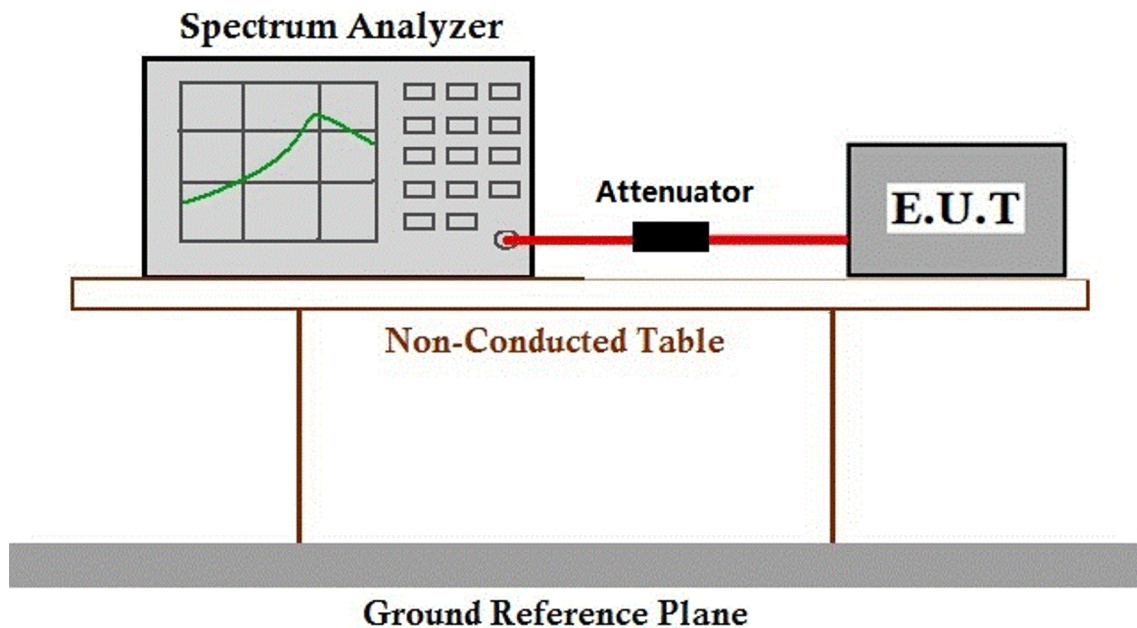 Spectrum Analyzer
Attenuator
E.U.T
Non-Conducted Table
Ground Reference Plane